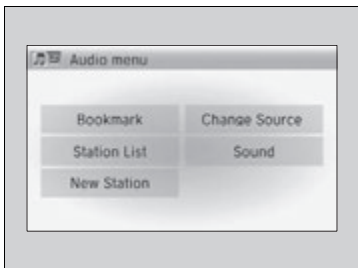 Audio menu
Bookmark
Change Source
Station List
Sound
New Station